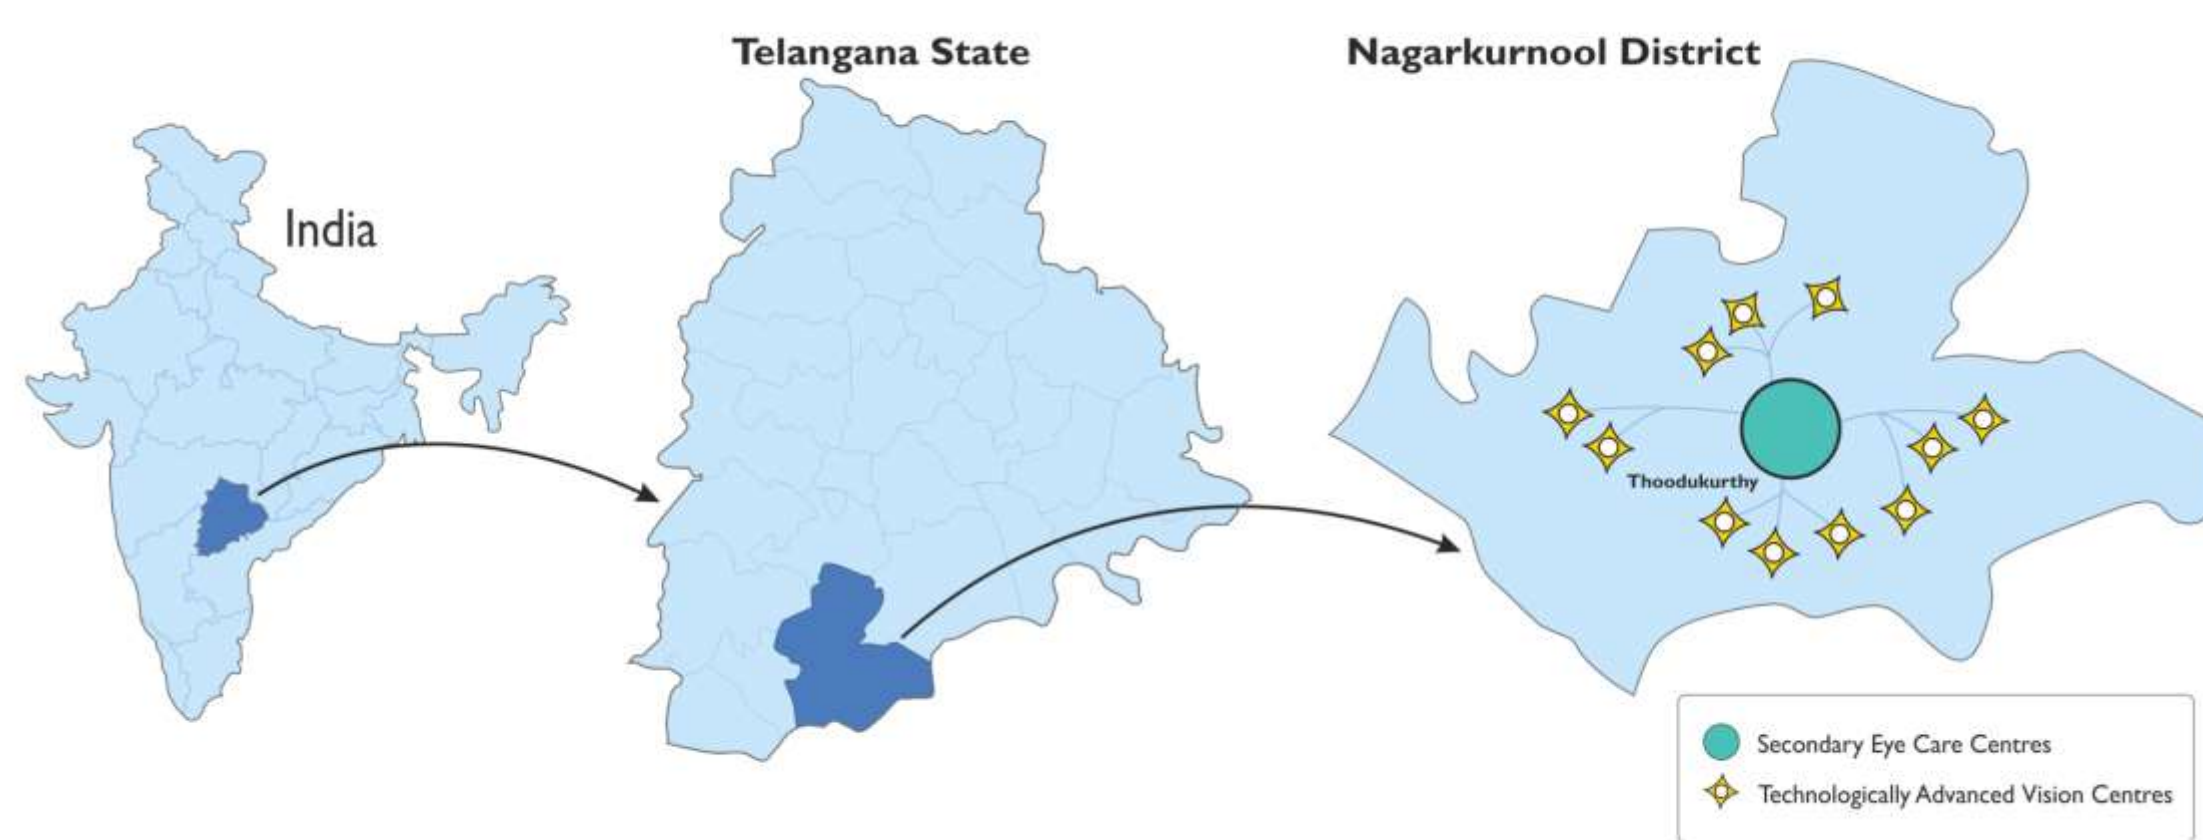 Telangana State
Nagarkurnool District
India
Thoodukurthy
Secondary Eye Care Centres
Technologically Advanced Vision Centres